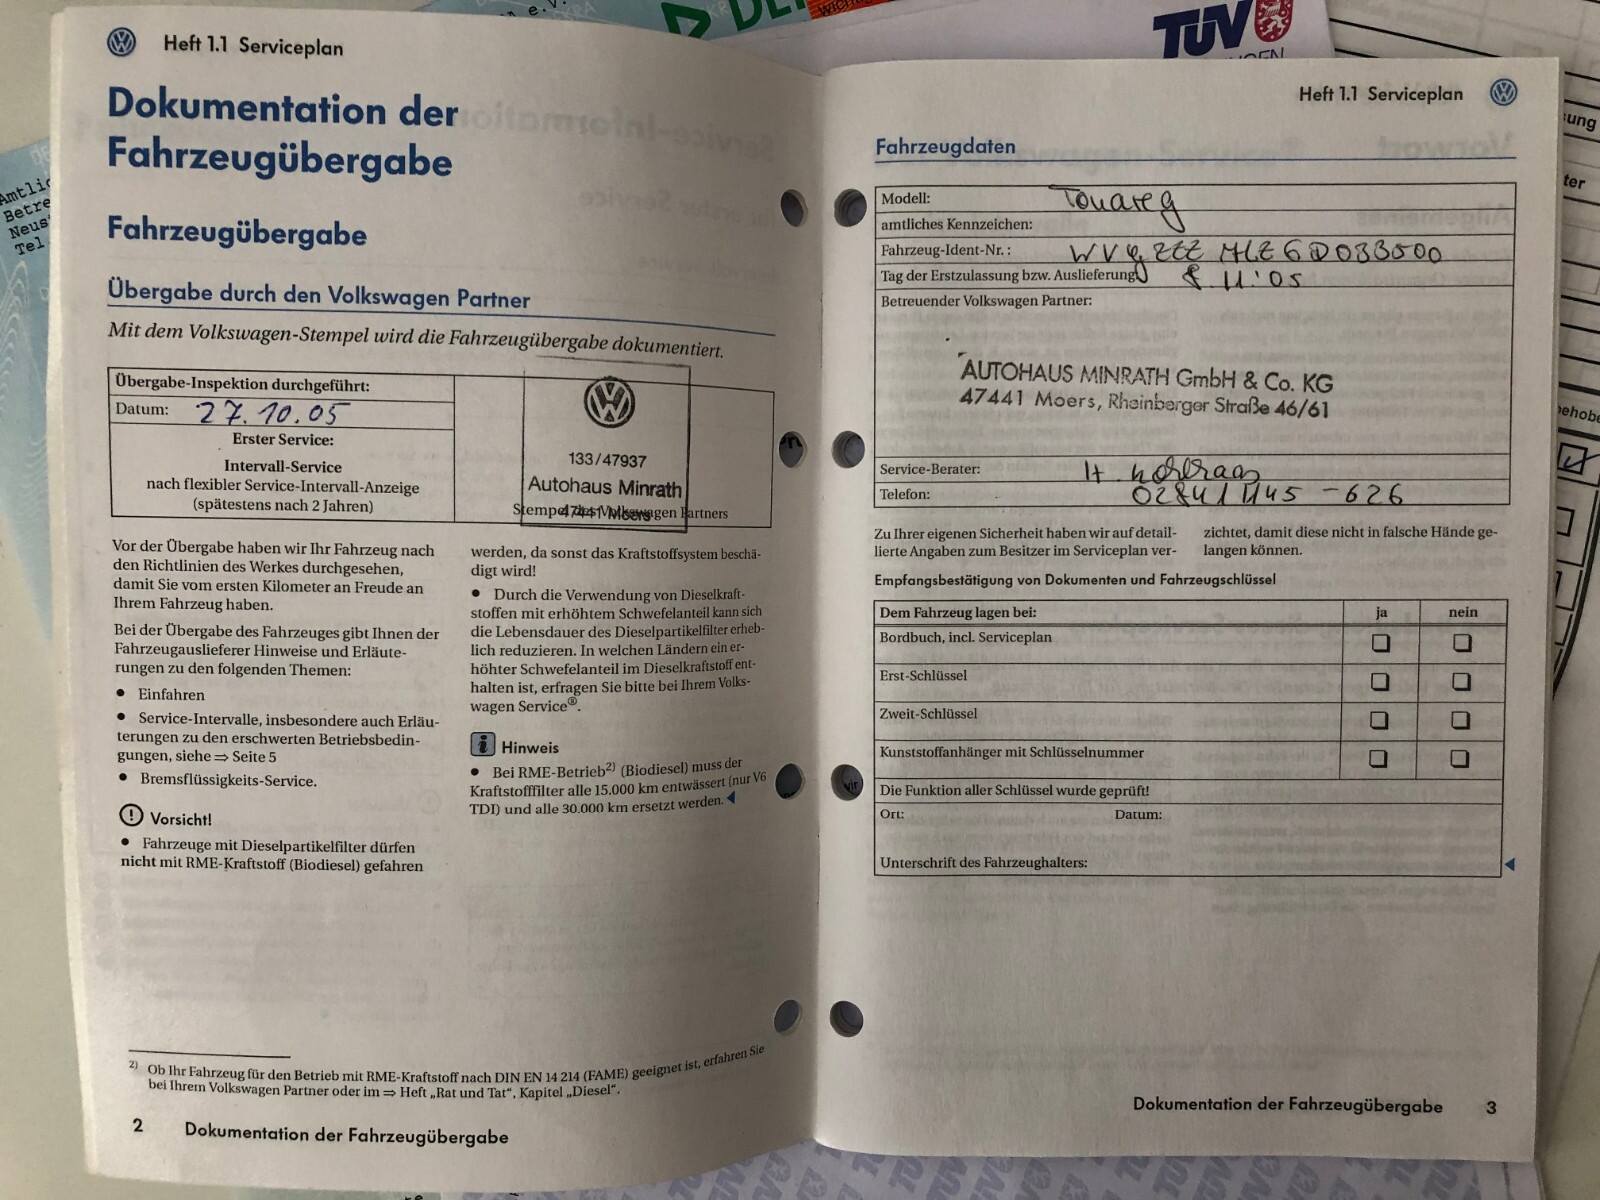 Heft 1.1 Serviceplan
Dokumentation der
Fahrzeugübergabe
Fahrzeugübergabe
Übergabe durch den Volkswagen Partner
Mit dem Volkswagen-Stempel wird die Fahrzeugübergabe dokumentiert.
Übergabe-Inspektion durchgeführt:
Datum: 27.10.05
Erster Service:
Intervall-Service
nach flexibler Service-Intervall-Anzeige
(spätestens nach 2 Jahren)
133/47937
Autohaus Minrath
47441 Moers
Stempel des Volkswagen Partners
Vor der Übergabe haben wir Ihr Fahrzeug nach
den Richtlinien des Werkes durchgesehen,
damit Sie vom ersten Kilometer an Freude an
Ihrem Fahrzeug haben.
Bei der Übergabe des Fahrzeuges gibt Ihnen der
Fahrzeugauslieferer Hinweise und Erläute-
rungen zu den folgenden Themen:
• Einfahren
• Service-Intervalle, insbesondere auch Erläu-
terungen zu den erschwerten Betriebsbedin-
gungen, siehe ⇒ Seite 5
• Bremsflüssigkeits-Service.
Vorsicht!
• Fahrzeuge mit Dieselpartikelfilter dürfen
nicht mit RME-Kraftstoff (Biodiesel) gefahren
werden, da sonst das Kraftstoffsystem beschä-
digt wird!
• Durch die Verwendung von Dieselkraft-
stoffen mit erhöhtem Schwefelanteil kann sich
die Lebensdauer des Dieselpartikelfilter erheb-
lich reduzieren. In welchen Ländern ein er-
höhter Schwefelanteil im Dieselkraftstoff ent-
halten ist, erfragen Sie bitte bei Ihrem Volks-
wagen Service®.
Hinweis
• Bei RME-Betrieb2) (Biodiesel) muss der
Kraftstofffilter alle 15.000 km entwässert (nur V6
TDI) und alle 30.000 km ersetzt werden.
2) Ob Ihr Fahrzeug für den Betrieb mit RME-Kraftstoff nach DIN EN 14 214 (FAME) geeignet ist, erfahren Sie
bei Ihrem Volkswagen Partner oder im ⇒ Heft „Rat und Tat“, Kapitel „Diesel“.
2 Dokumentation der Fahrzeugübergabe
Heft 1.1 Serviceplan
Fahrzeugdaten
Modell: Touareg
amtliches Kennzeichen:
Fahrzeug-Ident-Nr.:
Tag der Erstzulassung bzw. Auslieferung: 8.11.05
Betreuender Volkswagen Partner:
AUTOHAUS MINRATH GmbH & Co. KG
47441 Moers, Rheinberger Straße 46/61
Service-Berater: H.
Telefon: 02841 1145 - 626
Zu Ihrer eigenen Sicherheit haben wir auf detail-
lierte Angaben zum Besitzer im Serviceplan ver-
zichtet, damit diese nicht in falsche Hände ge-
langen können.
Empfangsbestätigung von Dokumenten und Fahrzeugschlüssel
Dem Fahrzeug lagen bei: ja nein
Bordbuch, incl. Serviceplan
Erst-Schlüssel
Zweit-Schlüssel
Kunststoffanhänger mit Schlüsselnummer
Die Funktion aller Schlüssel wurde geprüft!
Ort: Datum:
Unterschrift des Fahrzeughalters:
Dokumentation der Fahrzeugübergabe 3
TÜV